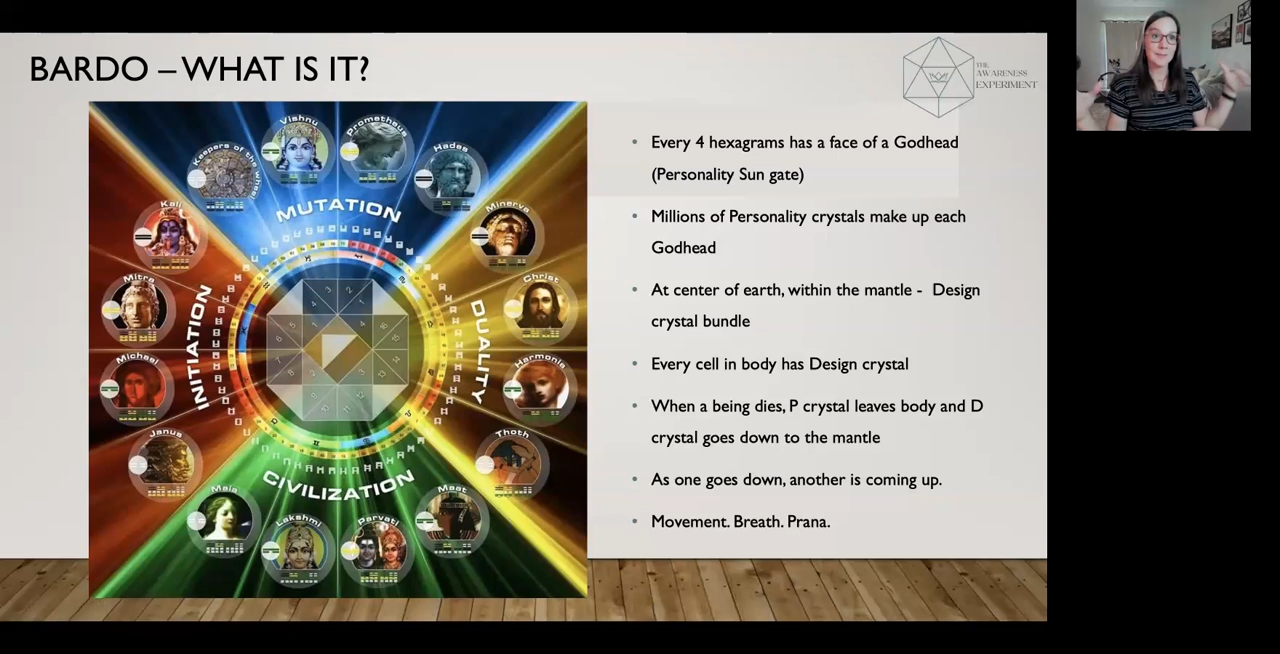 BARDO – WHAT IS IT?
THE
AWARENESS
EXPERIMENT
Keepers of the Wheel
Vishnu
Prometheus
Hades
Kali
Minerva
MUTATION
Mitra
Christ
INITIATION
DUALITY
Michael
Harmonia
Janus
Thoth
CIVILIZATION
Maia
Lakshmi
Parvati
Maat
• Every 4 hexagrams has a face of a Godhead
(Personality Sun gate)
• Millions of Personality crystals make up each
Godhead
• At center of earth, within the mantle - Design
crystal bundle
• Every cell in body has Design crystal
• When a being dies, P crystal leaves body and D
crystal goes down to the mantle
• As one goes down, another is coming up.
• Movement. Breath. Prana.